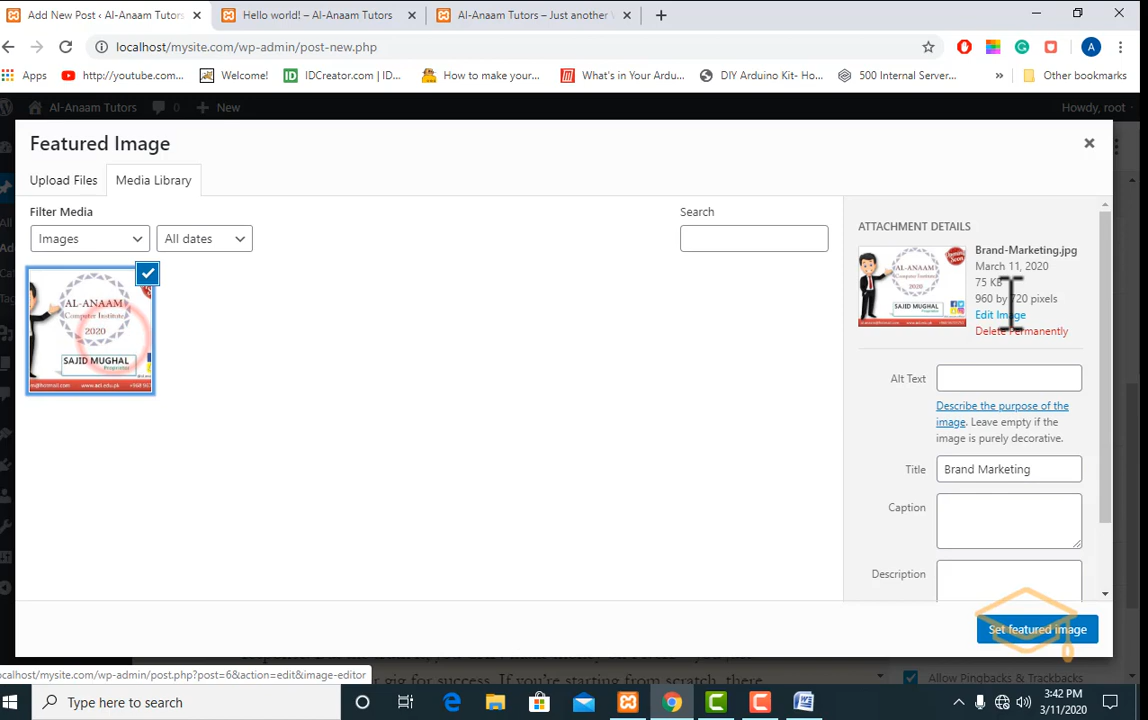 Add New Post ‹ Al-Anaam Tutors
Hello world! – Al-Anaam Tutors
Al-Anaam Tutors – Just another
localhost/mysite.com/wp-admin/post-new.php
A
Apps
http://youtube.com...
Welcome!
IDCreator.com | ID...
How to make your...
What's in Your Ardu...
DIY Arduino Kit- Ho...
500 Internal Server...
»
Other bookmarks
Al-Anaam Tutors
0
New
Howdy, root
Featured Image
Upload Files
Media Library
Filter Media
Images
All dates
Search
AL-ANAAM
Computer Institute
2020
SAJID MUGHAL
ATTACHMENT DETAILS
AL-ANAAM
Computer Institute
2020
SAJID MUGHAL
Brand-Marketing.jpg
March 11, 2020
75 KB
960 by 720 pixels
Edit Image
Delete Permanently
Alt Text
Describe the purpose of the
image. Leave empty if the
image is purely decorative.
Title
Brand Marketing
Caption
Description
Set featured image
ocalhost/mysite.com/wp-admin/post.php?post=6&action=edit&image-editor
r gig for success. If you're starting from scratch, there
Allow Pingbacks & Trackbacks
Type here to search
3:42 PM
3/11/2020